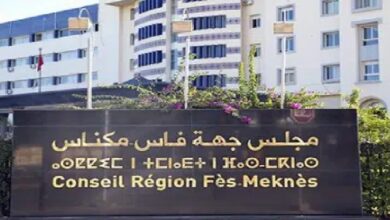 مجلس جهة فاس-مكناس
ⴰⵙⵇⵇⵉⵎ ⵏ ⵜⵎⵏⴰⴹⵜ ⵏ ⴼⴰⵙ-ⵎⴽⵏⴰⵙ
Conseil Région Fès-Meknès